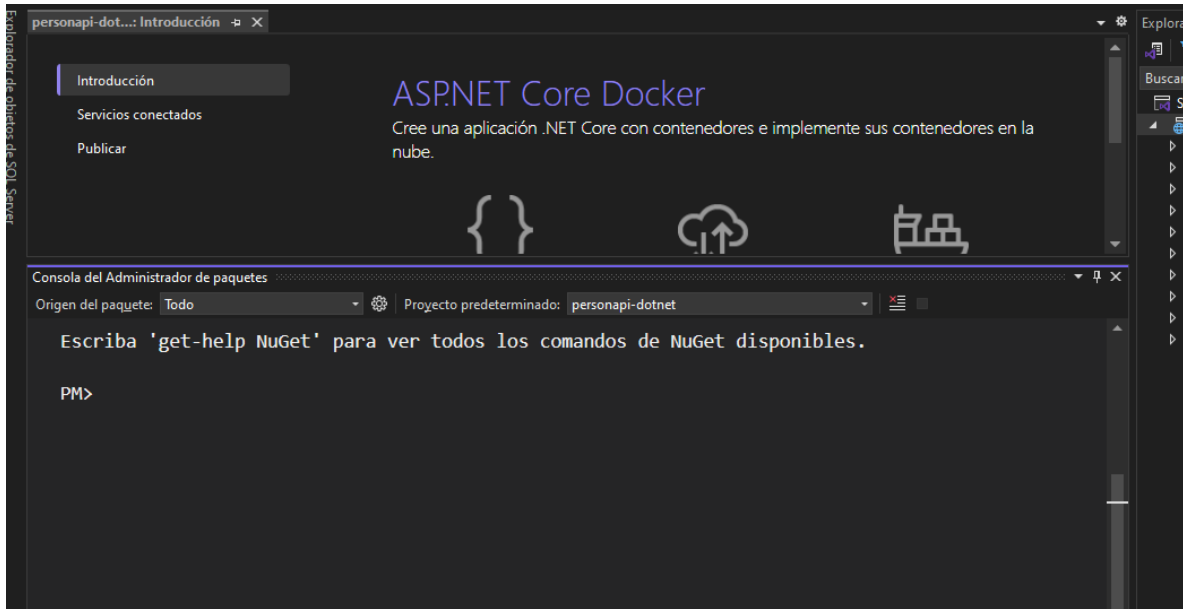 Explorador de objetos de SQL Server
personapi-dot...: Introducción
Introducción
Servicios conectados
Publicar
ASP.NET Core Docker
Cree una aplicación .NET Core con contenedores e implemente sus contenedores en la
nube.
Consola del Administrador de paquetes
Origen del paquete: Todo
Proyecto predeterminado: personapi-dotnet
Escriba 'get-help NuGet' para ver todos los comandos de NuGet disponibles.
PM>
Explora
Buscar
S